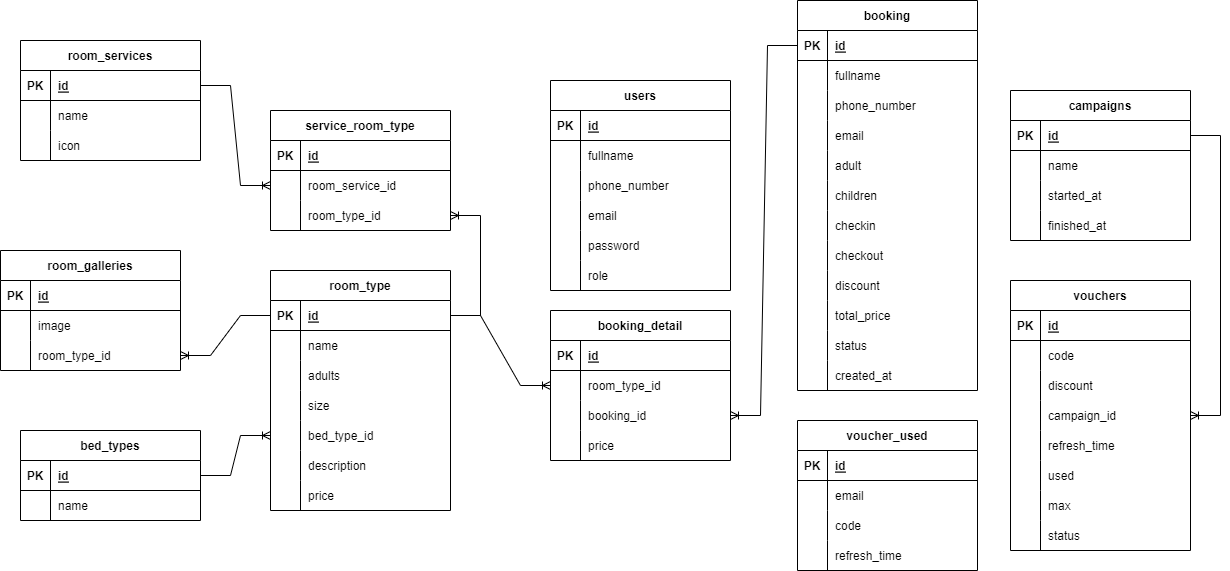 room_services
PK id
name
icon
service_room_type
PK id
room_service_id
room_type_id
room_galleries
PK id
image
room_type_id
room_type
PK id
name
adults
size
bed_type_id
description
price
bed_types
PK id
name
users
PK id
fullname
phone_number
email
password
role
booking_detail
PK id
room_type_id
booking_id
price
booking
PK id
fullname
phone_number
email
adult
children
checkin
checkout
discount
total_price
status
created_at
voucher_used
PK id
email
code
refresh_time
campaigns
PK id
name
started_at
finished_at
vouchers
PK id
code
discount
campaign_id
refresh_time
used
max
status